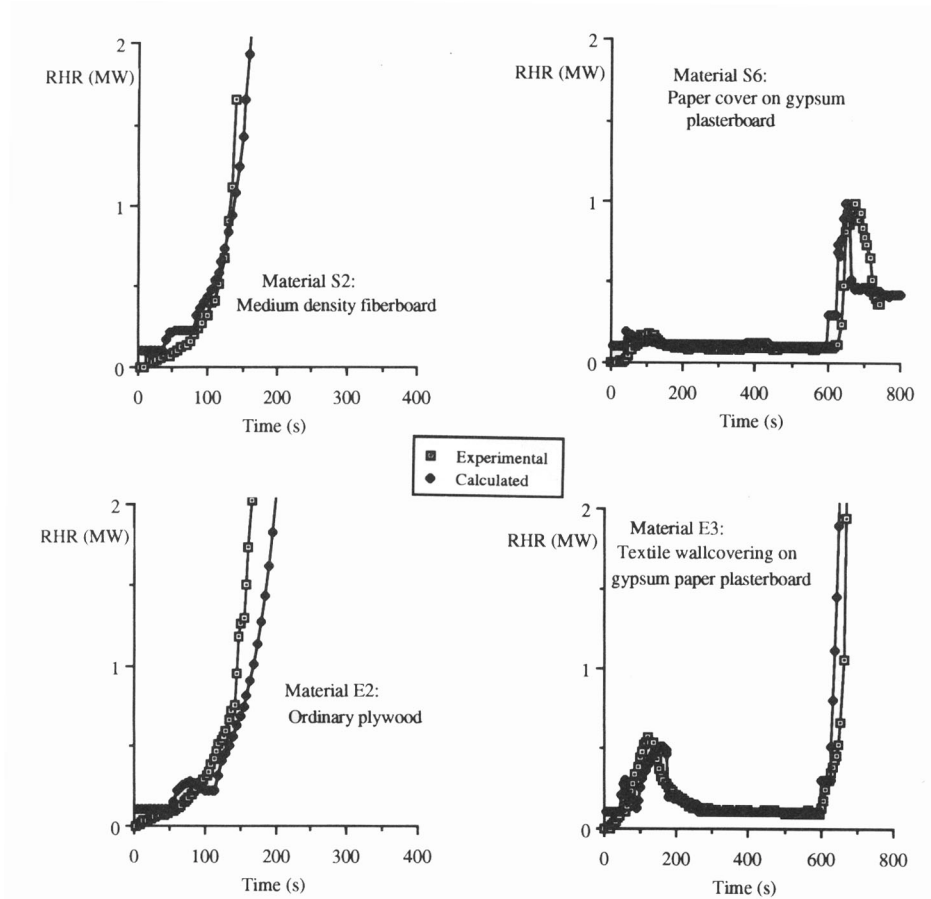 2
RHR (MW)
1
Material S2:
Medium density fiberboard
0
0
100
200
300
400
Time (s)
2
RHR (MW)
Material S6:
Paper cover on gypsum
plasterboard
1
0
0
200
400
600
800
Time (s)
Experimental
Calculated
2
RHR (MW)
1
Material E2:
Ordinary plywood
0
0
100
200
300
400
Time (s)
2
RHR (MW)
Material E3:
Textile wallcovering on
gypsum paper plasterboard
1
0
0
200
400
600
800
Time (s)